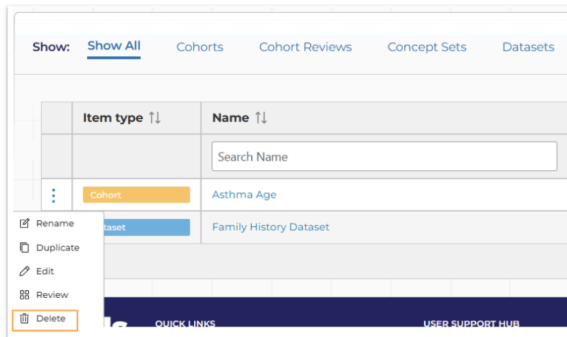 Show: Show All Cohorts Cohort Reviews Concept Sets Datasets
Item type Name
Search Name
Cohort Asthma Age
Rename
taset Family History Dataset
Duplicate
Edit
Review
Delete
QUICK LINKS USER SUPPORT HUB